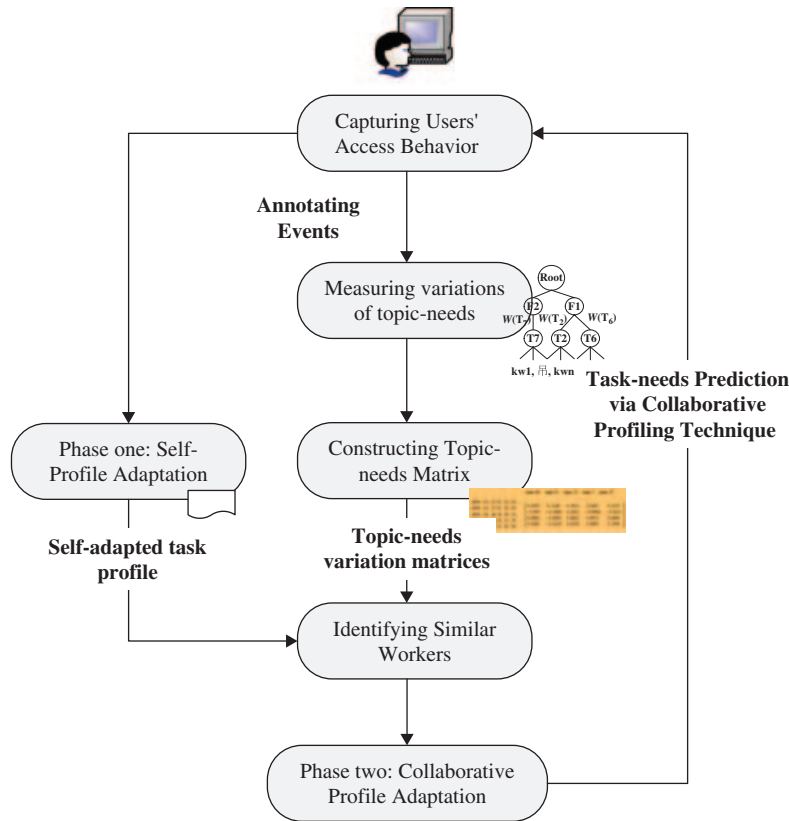 Capturing Users'
Access Behavior
Annotating
Events
Measuring variations
of topic-needs
Root
F2
F1
W(T7)
W(T2)
W(T6)
T7
T2
T6
kw1, 吊, kwn
Task-needs Prediction
via Collaborative
Profiling Technique
Phase one: Self-
Profile Adaptation
Constructing Topic-
needs Matrix
Self-adapted task
profile
Topic-needs
variation matrices
Identifying Similar
Workers
Phase two: Collaborative
Profile Adaptation